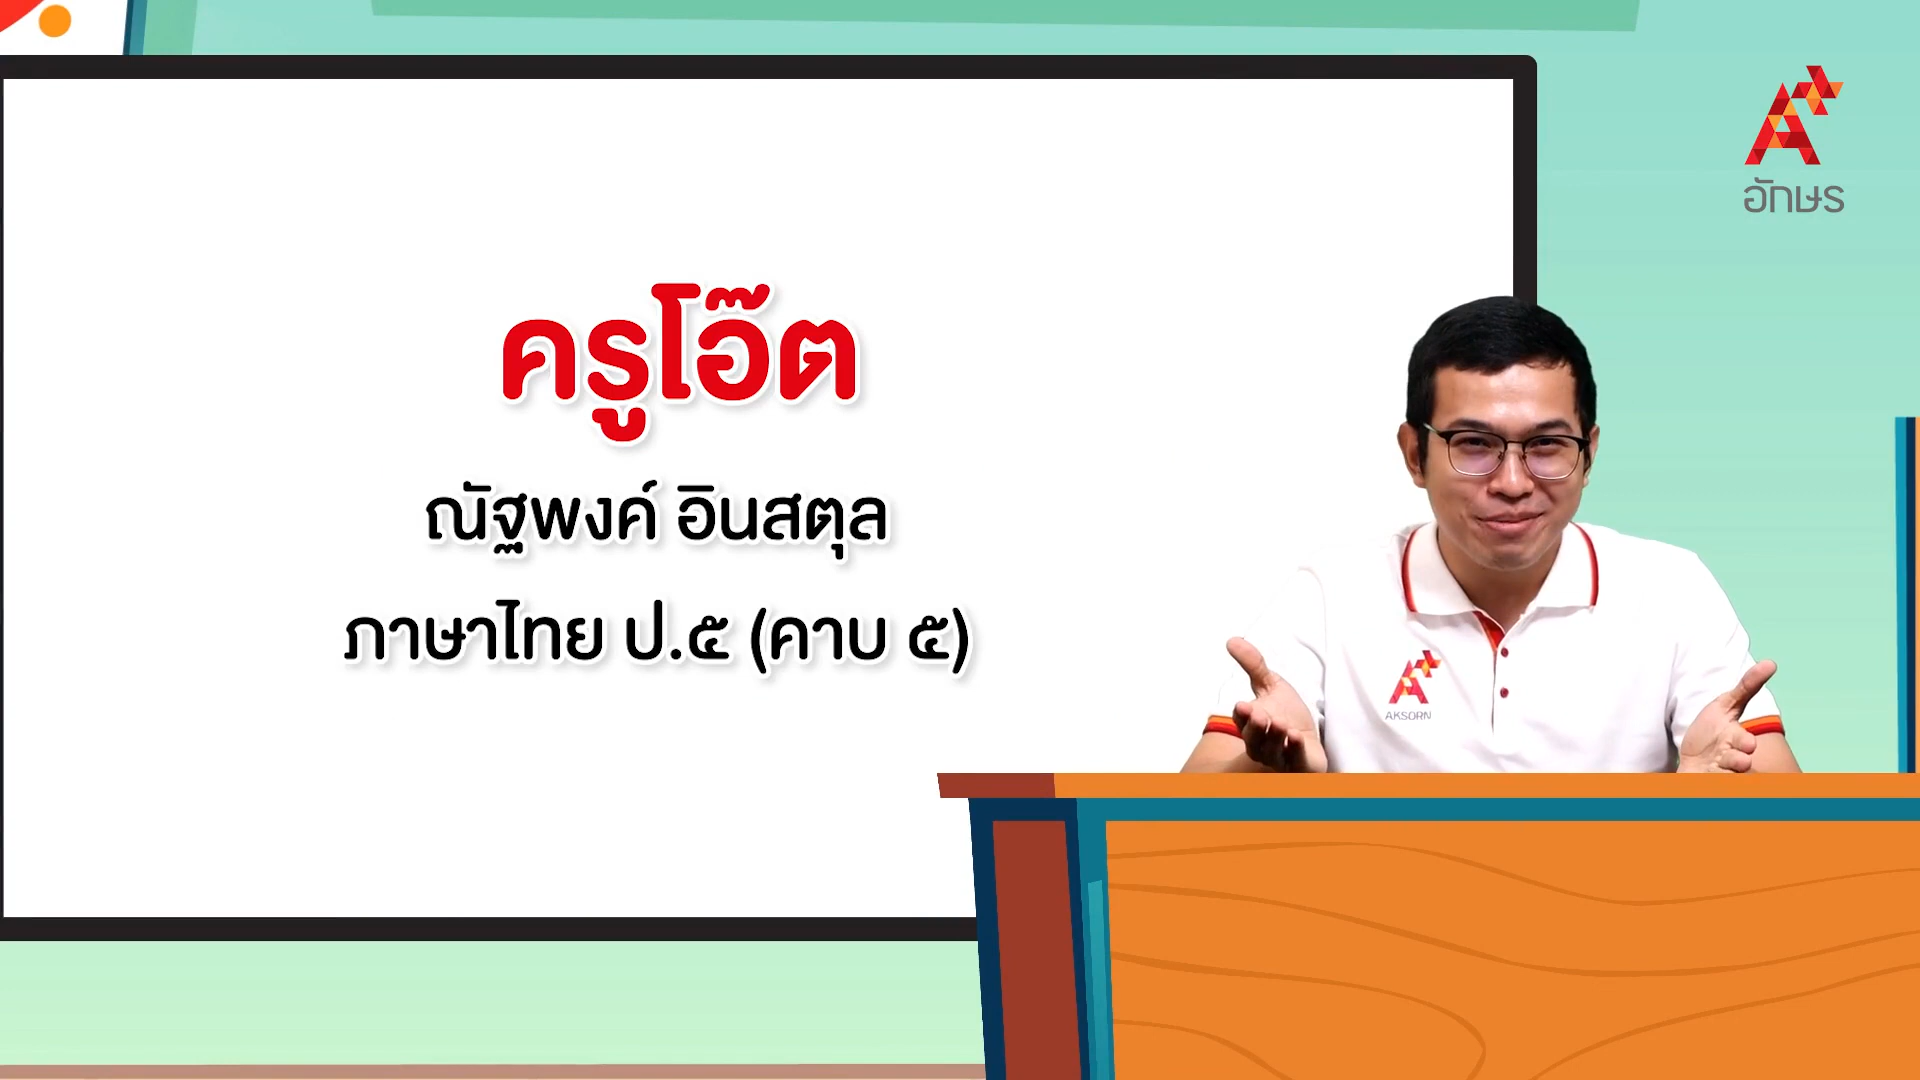 อักษร
ครูโอ๊ต
ณัฐพงค์ อินสตุล
ภาษาไทย ป.๕ (คาบ ๕)
AKSORN